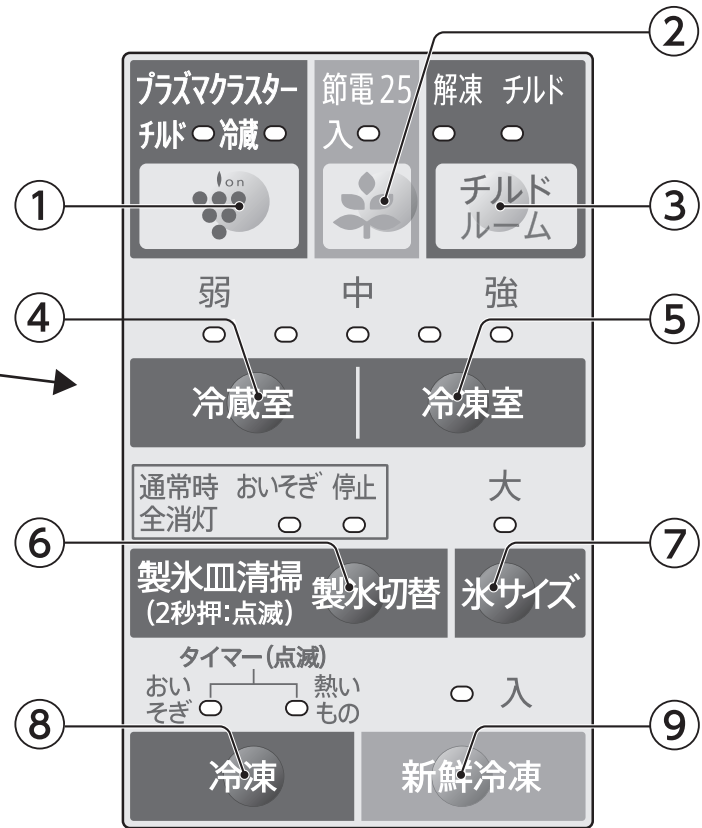 ②
プラズマクラスター
チルド 冷蔵
節電25
入
解凍 チルド
①
ion
チルド
ルーム
③
弱 中 強
④
⑤
冷蔵室 冷凍室
通常時 おいそぎ 停止
全消灯
大
⑥
⑦
製氷皿清掃
(2秒押:点滅)
製氷切替
氷サイズ
タイマー(点滅)
おい
そぎ
熱い
もの
入
⑧
⑨
冷凍
新鮮冷凍